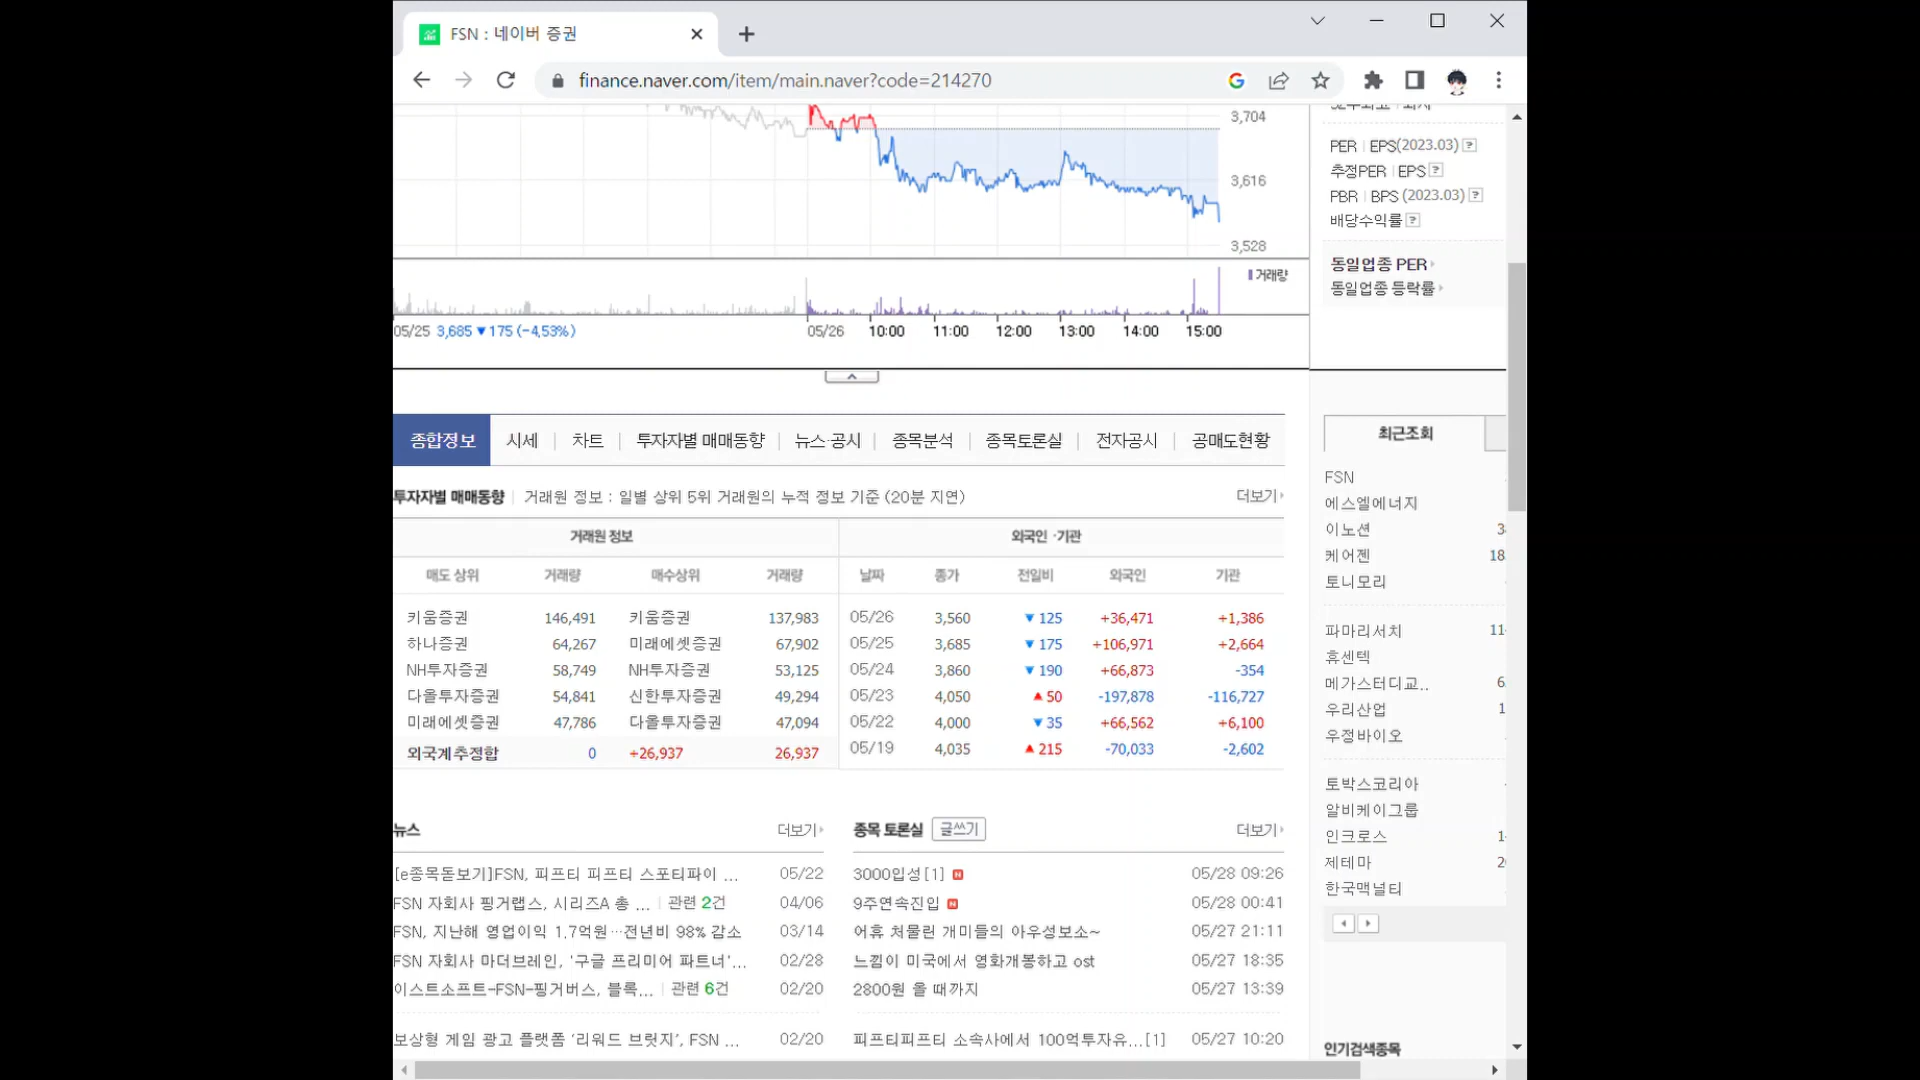 FSN : 네이버 증권
finance.naver.com/item/main.naver?code=214270
3,704
3,616
3,528
거래량
05/25 3,685 ▼ 175 (-4,53%)
05/26 10:00 11:00 12:00 13:00 14:00 15:00
PER | EPS(2023.03) ?
추정PER | EPS ?
PBR | BPS (2023.03) ?
배당수익률 ?
동일업종 PER
동일업종 등락률
종합정보 시세 차트 투자자별 매매동향 뉴스·공시 종목분석 종목토론실 전자공시 공매도현황
투자자별 매매동향 거래원 정보 : 일별 상위 5위 거래원의 누적 정보 기준 (20분 지연) 더보기
거래원 정보 외국인 ·기관
매도 상위 거래량 매수상위 거래량 날짜 종가 전일비 외국인 기관
키움증권 146,491 키움증권 137,983 05/26 3,560 ▼ 125 +36,471 +1,386
하나증권 64,267 미래에셋증권 67,902 05/25 3,685 ▼ 175 +106,971 +2,664
NH투자증권 58,749 NH투자증권 53,125 05/24 3,860 ▼ 190 +66,873 -354
다올투자증권 54,841 신한투자증권 49,294 05/23 4,050 ▲ 50 -197,878 -116,727
미래에셋증권 47,786 다올투자증권 47,094 05/22 4,000 ▼ 35 +66,562 +6,100
외국계추정합 0 +26,937 26,937 05/19 4,035 ▲ 215 -70,033 -2,602
뉴스 더보기
[e종목돋보기]FSN, 피프티 피프티 스포티파이 ... 05/22
FSN 자회사 핑거랩스, 시리즈A 총 ... 관련 2건 04/06
FSN, 지난해 영업이익 1.7억원…전년비 98% 감소 03/14
FSN 자회사 마더브레인, '구글 프리미어 파트너'... 02/28
이스트소프트-FSN-핑거버스, 블록... 관련 6건 02/20
보상형 게임 광고 플랫폼 '리워드 브릿지', FSN ... 02/20
종목 토론실 글쓰기 더보기
3000입성[1] N 05/28 09:26
9주연속진입 N 05/28 00:41
어휴 처물린 개미들의 아우성보소~ 05/27 21:11
느낌이 미국에서 영화개봉하고 ost 05/27 18:35
2800원 올 때까지 05/27 13:39
피프티피프티 소속사에서 100억투자유...[1] 05/27 10:20
최근조회
FSN
에스엘에너지
이노션
케어젠
토니모리
파마리서치
휴센텍
메가스터디교..
우리산업
우정바이오
토박스코리아
알비케이그룹
인크로스
제테마
한국맥널티
인기검색종목